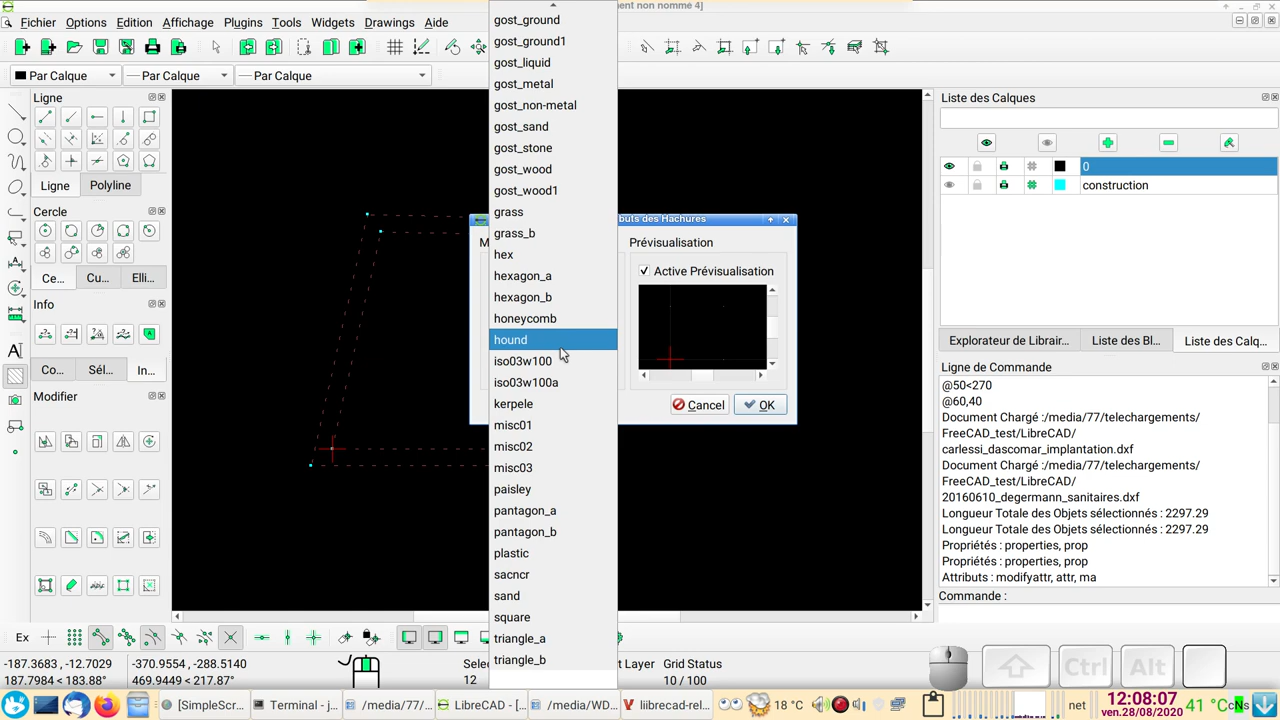 ment non nommé 4]
Fichier Options Edition Affichage Plugins Tools Widgets Drawings Aide
Par Calque Par Calque Par Calque
Ligne
Ligne Polyline
Cercle
Ce... Cu... Elli...
Info
Co... Sél... In...
Modifier
gost_ground
gost_ground1
gost_liquid
gost_metal
gost_non-metal
gost_sand
gost_stone
gost_wood
gost_wood1
grass
grass_b
hex
hexagon_a
hexagon_b
honeycomb
hound
iso03w100
iso03w100a
kerpele
misc01
misc02
misc03
paisley
pantagon_a
pantagon_b
plastic
sacncr
sand
square
triangle_a
triangle_b
buts des Hachures
M
Prévisualisation
Active Prévisualisation
Cancel OK
Liste des Calques
0
construction
Explorateur de Librair... Liste des Bl... Liste des Calq...
Ligne de Commande
@50<270
@60,40
Document Chargé :/media/77/telechargements/
FreeCAD_test/LibreCAD/
carlessi_dascomar_implantation.dxf
Document Chargé :/media/77/telechargements/
FreeCAD_test/LibreCAD/
20160610_degermann_sanitaires.dxf
Longueur Totale des Objets sélectionnés : 2297.29
Longueur Totale des Objets sélectionnés : 2297.29
Propriétés : properties, prop
Propriétés : properties, prop
Attributs : modifyattr, attr, ma
Commande :
Ex
-187.3683 , -12.7029 -370.9554 , -288.5140 Selec t Layer Grid Status
187.7984 < 183.88° 469.9449 < 217.87° 12 10 / 100
Ctrl Alt
[SimpleScr... Terminal - j... /media/77/... LibreCAD - [... /media/WD... liibrecad-rel... 18 °C net 12:08:07 ven.28/08/2020 41 °C cNs